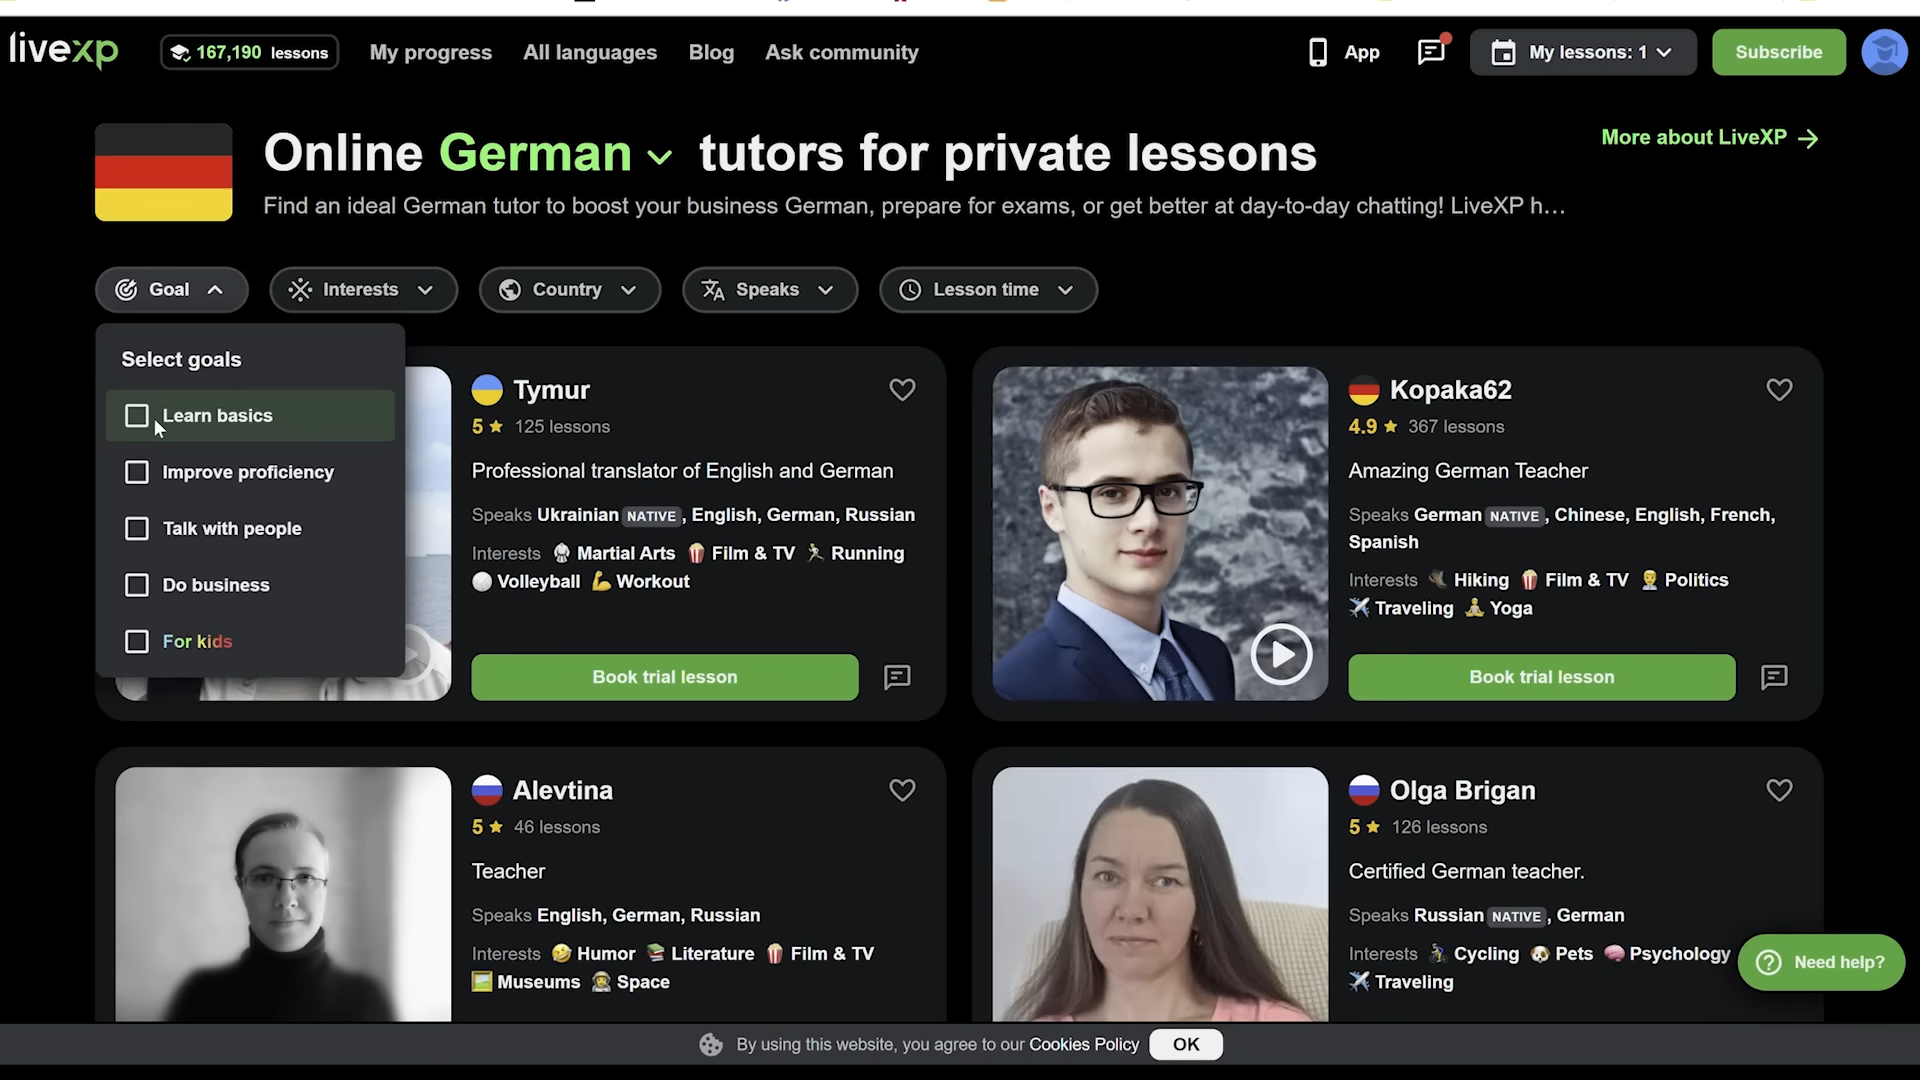 livexp
167,190 lessons
My progress
All languages
Blog
Ask community
App
My lessons: 1
Subscribe
Online German tutors for private lessons
More about LiveXP
Find an ideal German tutor to boost your business German, prepare for exams, or get better at day-to-day chatting! LiveXP h...
Goal
Interests
Country
Speaks
Lesson time
Select goals
Learn basics
Improve proficiency
Talk with people
Do business
For kids
Tymur
5 125 lessons
Professional translator of English and German
Speaks Ukrainian NATIVE, English, German, Russian
Interests Martial Arts Film & TV Running
Volleyball Workout
Book trial lesson
Kopaka62
4.9 367 lessons
Amazing German Teacher
Speaks German NATIVE, Chinese, English, French,
Spanish
Interests Hiking Film & TV Politics
Traveling Yoga
Book trial lesson
Alevtina
5 46 lessons
Teacher
Speaks English, German, Russian
Interests Humor Literature Film & TV
Museums Space
Olga Brigan
5 126 lessons
Certified German teacher.
Speaks Russian NATIVE, German
Interests Cycling Pets Psychology
Traveling
Need help?
By using this website, you agree to our Cookies Policy
OK